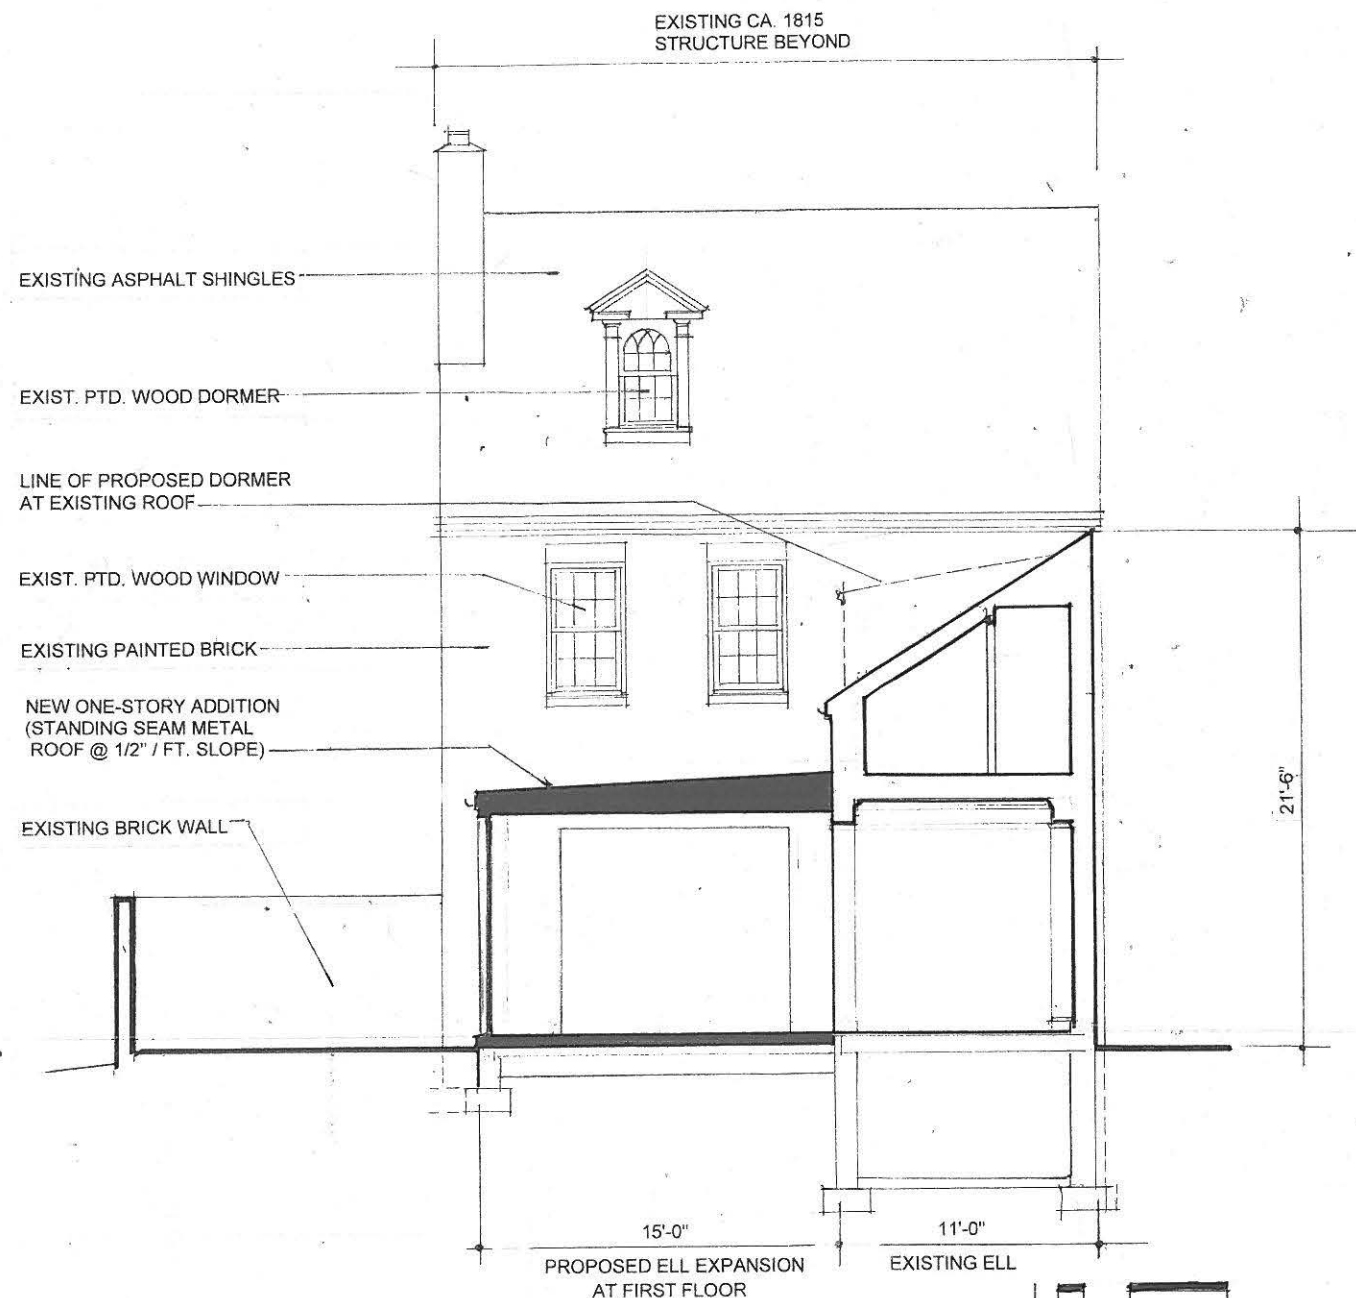 EXISTING CA. 1815
STRUCTURE BEYOND
EXISTING ASPHALT SHINGLES
EXIST. PTD. WOOD DORMER
LINE OF PROPOSED DORMER
AT EXISTING ROOF
EXIST. PTD. WOOD WINDOW
EXISTING PAINTED BRICK
NEW ONE-STORY ADDITION
(STANDING SEAM METAL
ROOF @ 1/2" / FT. SLOPE)
EXISTING BRICK WALL
21'-6"
15'-0"
PROPOSED ELL EXPANSION
AT FIRST FLOOR
11'-0"
EXISTING ELL